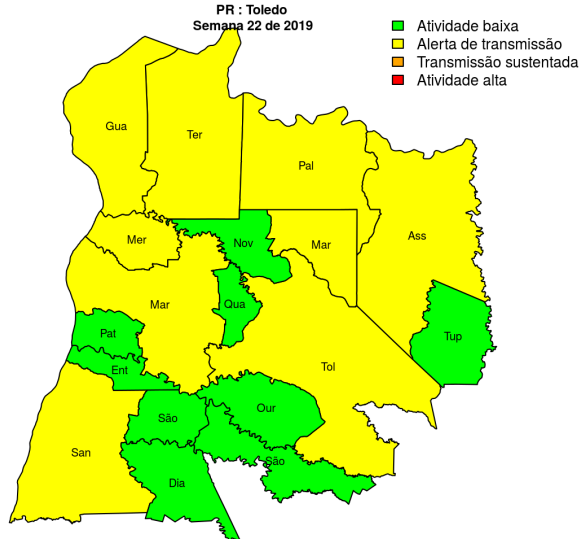 PR : Toledo
Semana 22 de 2019
Atividade baixa
Alerta de transmissão
Transmissão sustentada
Atividade alta
Gua
Ter
Pal
Mer
Nov
Mar
Ass
Mar
Qua
Pat
Tup
Ent
Tol
São
Our
San
São
Dia